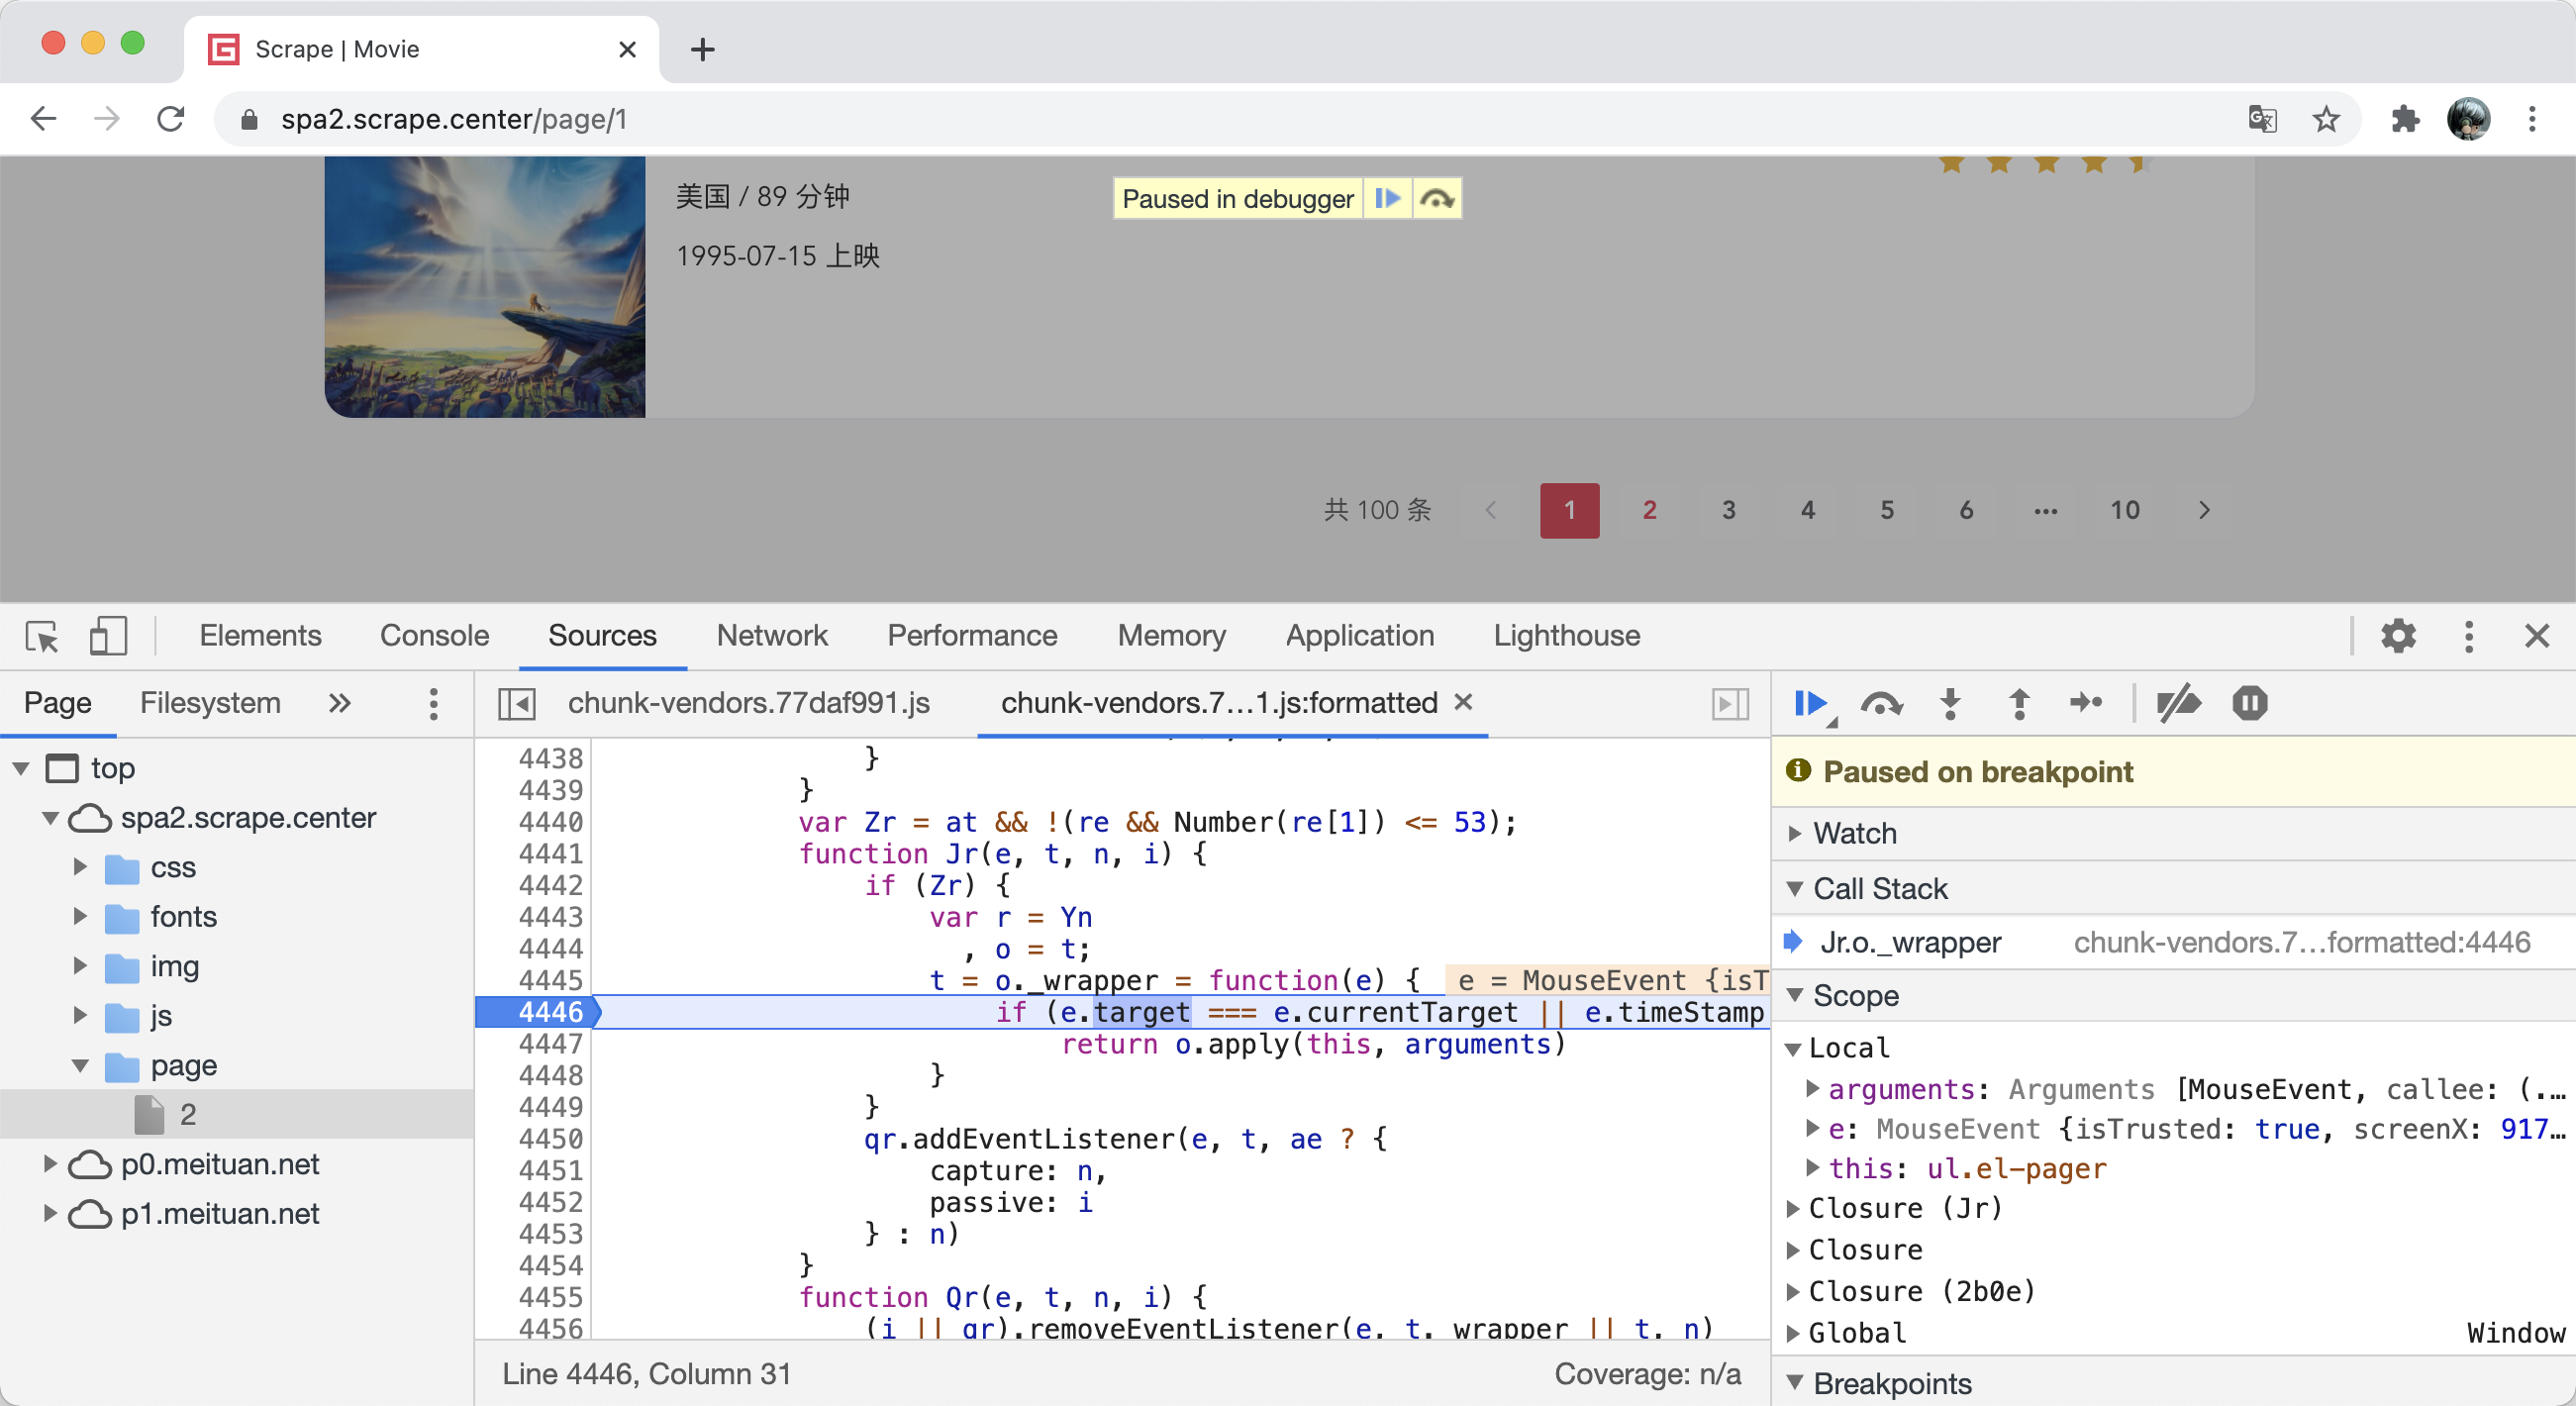 Scrape | Movie
spa2.scrape.center/page/1
美国 / 89 分钟
1995-07-15 上映
Paused in debugger
共 100 条
1 2 3 4 5 6 ••• 10
Elements Console Sources Network Performance Memory Application Lighthouse
Page Filesystem »
top
spa2.scrape.center
css
fonts
img
js
page
2
p0.meituan.net
p1.meituan.net
chunk-vendors.77daf991.js chunk-vendors.7…1.js:formatted
4438 }
4439 }
4440 var Zr = at && !(re && Number(re[1]) <= 53);
4441 function Jr(e, t, n, i) {
4442 if (Zr) {
4443 var r = Yn
4444 , o = t;
4445 t = o._wrapper = function(e) { e = MouseEvent {isT
4446 if (e.target === e.currentTarget || e.timeStamp
4447 return o.apply(this, arguments)
4448 }
4449 }
4450 qr.addEventListener(e, t, ae ? {
4451 capture: n,
4452 passive: i
4453 } : n)
4454 }
4455 function Qr(e, t, n, i) {
4456 (i || qr).removeEventListener(e, t._wrapper || t, n)
Line 4446, Column 31 Coverage: n/a
Paused on breakpoint
Watch
Call Stack
Jr.o._wrapper chunk-vendors.7…formatted:4446
Scope
Local
arguments: Arguments [MouseEvent, callee: (.…
e: MouseEvent {isTrusted: true, screenX: 917…
this: ul.el-pager
Closure (Jr)
Closure
Closure (2b0e)
Global Window
Breakpoints